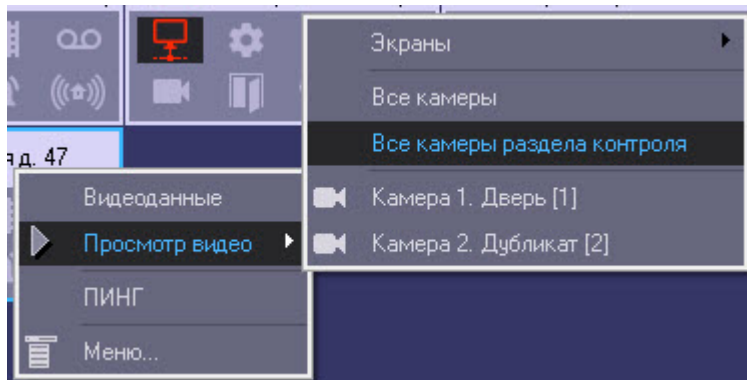 Экраны
Все камеры
Все камеры раздела контроля
д. 47
Видеоданные
Камера 1. Дверь [1]
Просмотр видео
Камера 2. Дубликат [2]
ПИНГ
Меню...